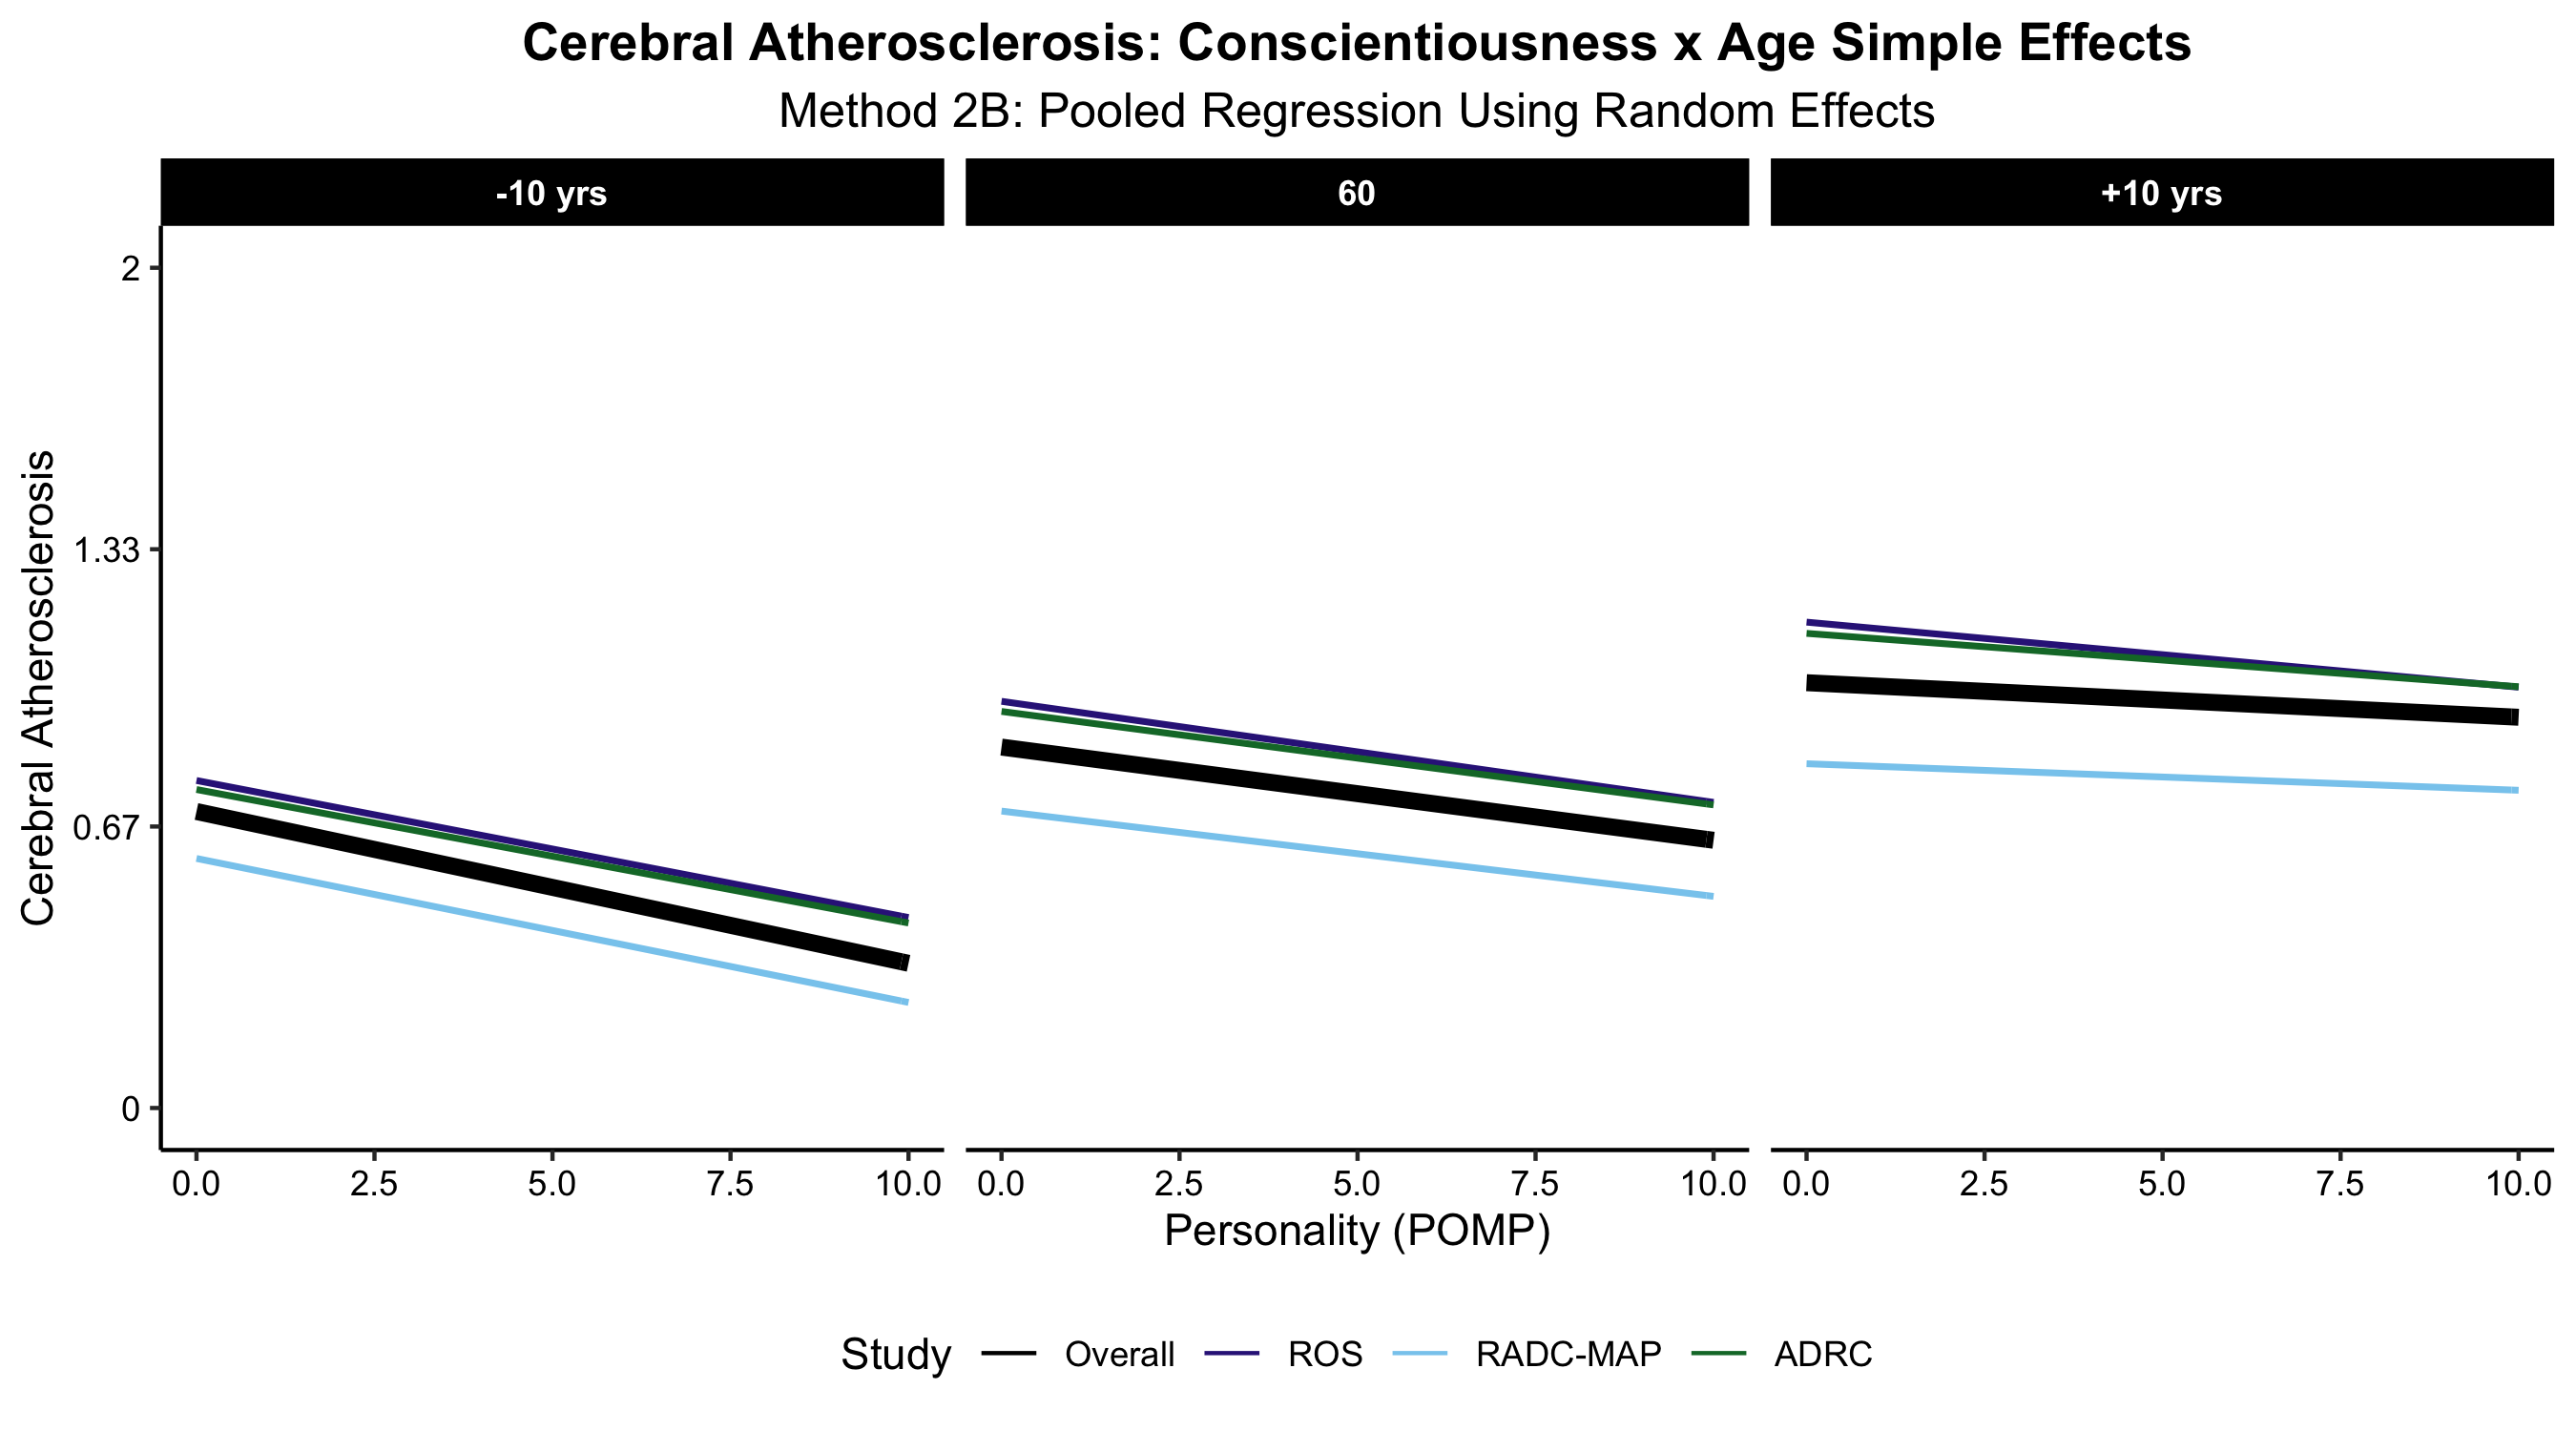 Cerebral Atherosclerosis: Conscientiousness x Age Simple Effects
Method 2B: Pooled Regression Using Random Effects
-10 yrs 60 +10 yrs
Cerebral Atherosclerosis
2
1.33
0.67
0
0.0 2.5 5.0 7.5 10.0 0.0 2.5 5.0 7.5 10.0 0.0 2.5 5.0 7.5 10.0
Personality (POMP)
Study Overall ROS RADC-MAP ADRC